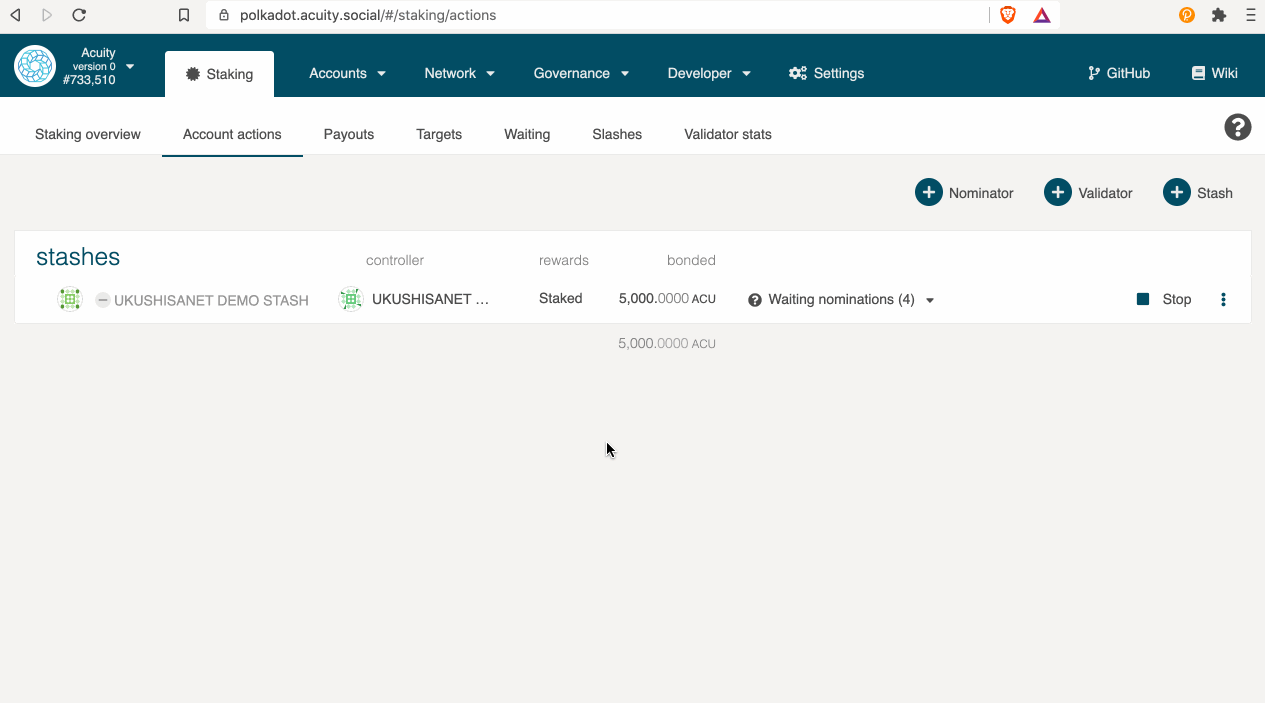 polkadot.acuity.social/#/staking/actions
Acuity
version 0
#733,510
Staking
Accounts
Network
Governance
Developer
Settings
GitHub
Wiki
Staking overview
Account actions
Payouts
Targets
Waiting
Slashes
Validator stats
?
+ Nominator
+ Validator
+ Stash
stashes controller rewards bonded
UKUSHISANET DEMO STASH UKUSHISANET ... Staked 5,000.0000 ACU ? Waiting nominations (4) Stop
5,000.0000 ACU